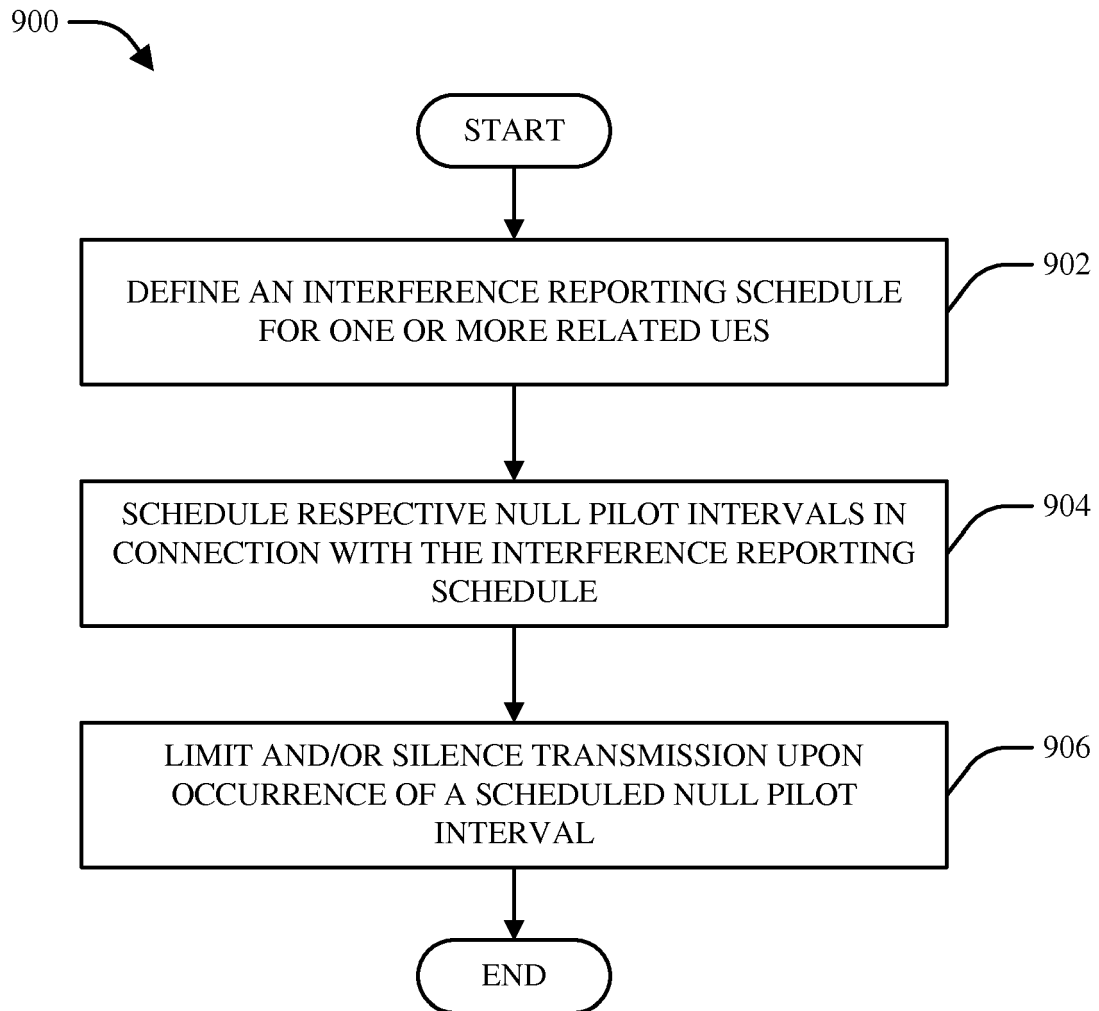 900
START
DEFINE AN INTERFERENCE REPORTING SCHEDULE
FOR ONE OR MORE RELATED UES
902
SCHEDULE RESPECTIVE NULL PILOT INTERVALS IN
CONNECTION WITH THE INTERFERENCE REPORTING
SCHEDULE
904
LIMIT AND/OR SILENCE TRANSMISSION UPON
OCCURRENCE OF A SCHEDULED NULL PILOT
INTERVAL
906
END